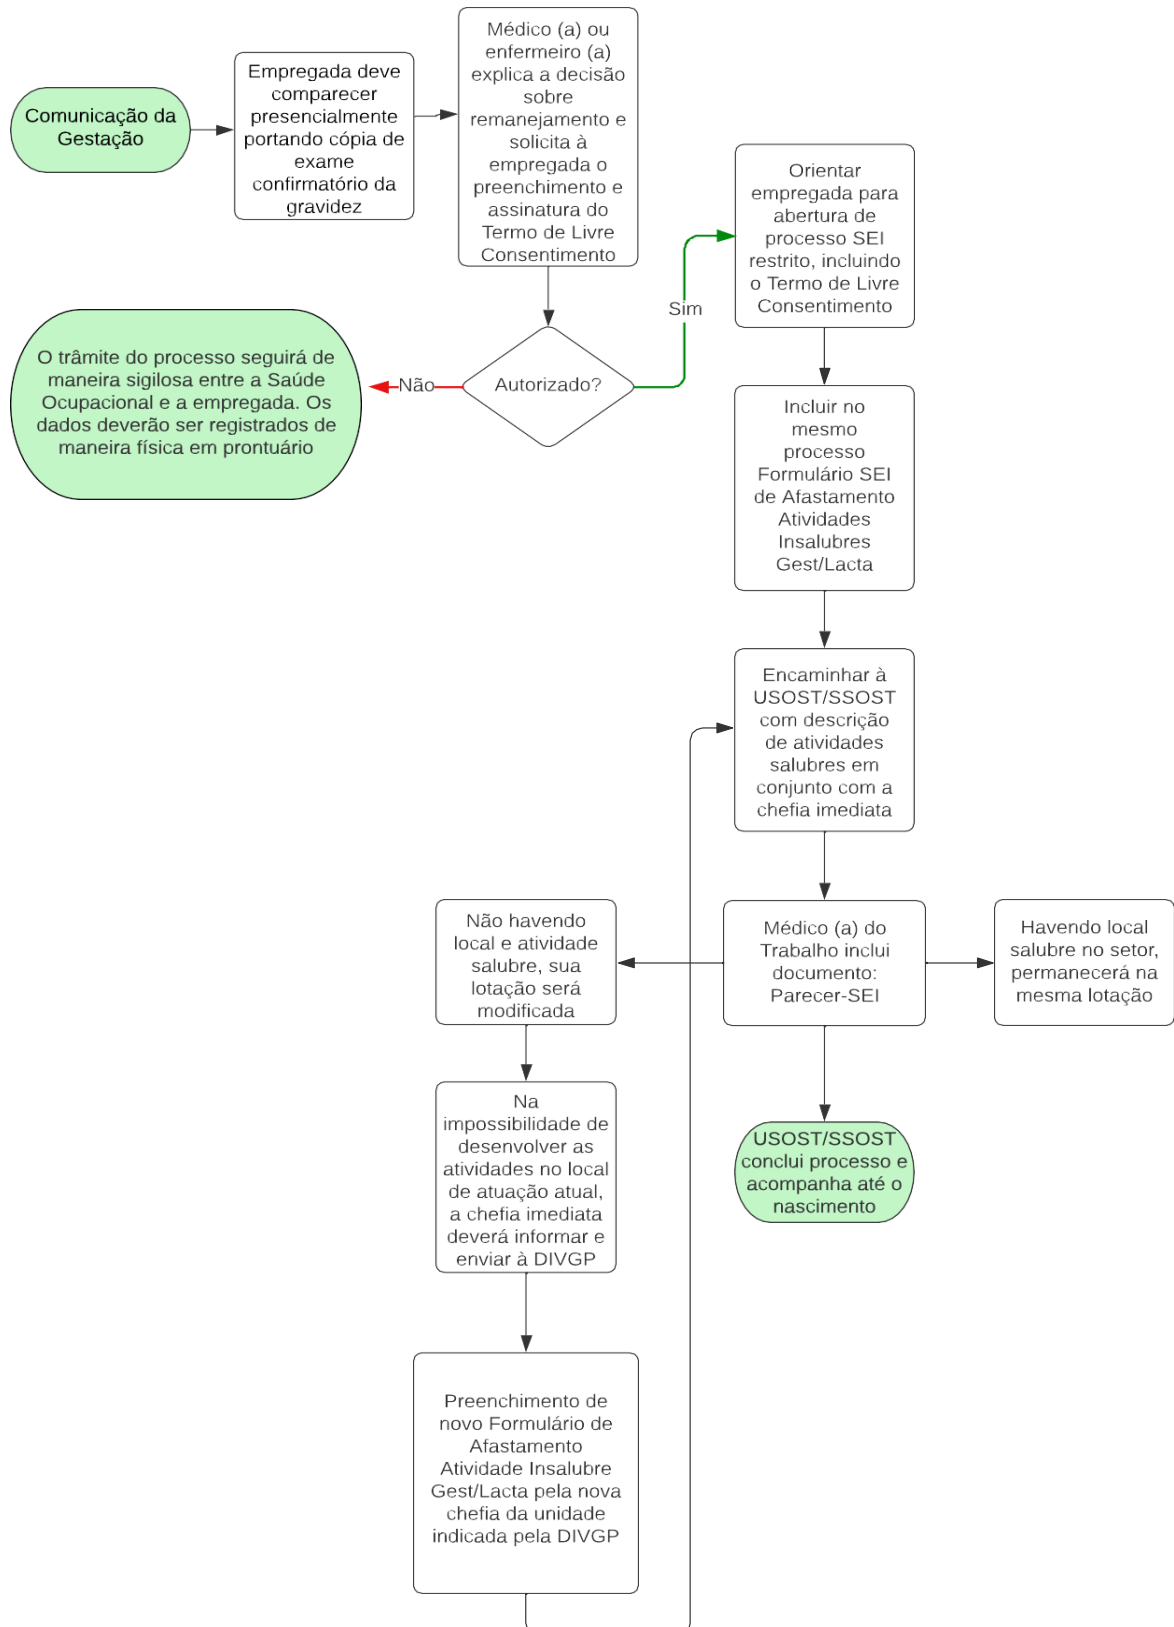 Comunicação da
Gestação
Empregada deve
comparecer
presencialmente
portando cópia de
exame
confirmatório da
gravidez
Médico (a) ou
enfermeiro (a)
explica a decisão
sobre
remanejamento e
solicita à
empregada o
preenchimento e
assinatura do
Termo de Livre
Consentimento
Autorizado?
Não
O trâmite do processo seguirá de
maneira sigilosa entre a Saúde
Ocupacional e a empregada. Os
dados deverão ser registrados de
maneira física em prontuário
Sim
Orientar
empregada para
abertura de
processo SEI
restrito, incluindo
o Termo de Livre
Consentimento
Incluir no
mesmo
processo
Formulário SEI
de Afastamento
Atividades
Insalubres
Gest/Lacta
Encaminhar à
USOST/SSOST
com descrição
de atividades
salubres em
conjunto com a
chefia imediata
Médico (a) do
Trabalho inclui
documento:
Parecer-SEI
Havendo local
salubre no setor,
permanecerá na
mesma lotação
USOST/SSOST
conclui processo e
acompanha até o
nascimento
Não havendo
local e atividade
salubre, sua
lotação será
modificada
Na
impossibilidade de
desenvolver as
atividades no local
de atuação atual,
a chefia imediata
deverá informar e
enviar à DIVGP
Preenchimento de
novo Formulário de
Afastamento
Atividade Insalubre
Gest/Lacta pela nova
chefia da unidade
indicada pela DIVGP